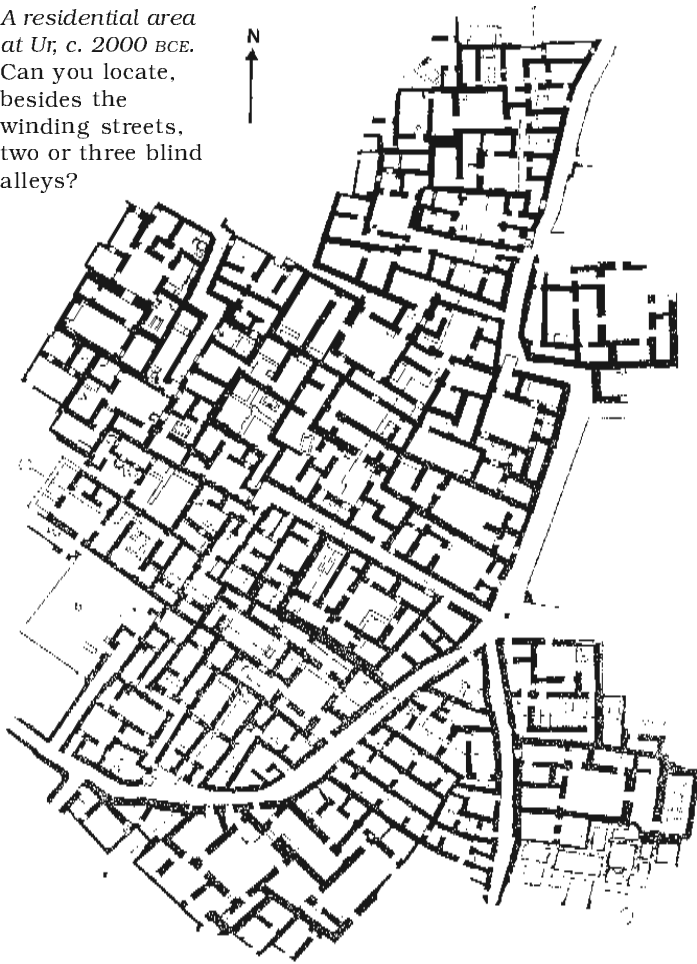 A residential area
at Ur, c. 2000 BCE.
Can you locate,
besides the
winding streets,
two or three blind
alleys?
N